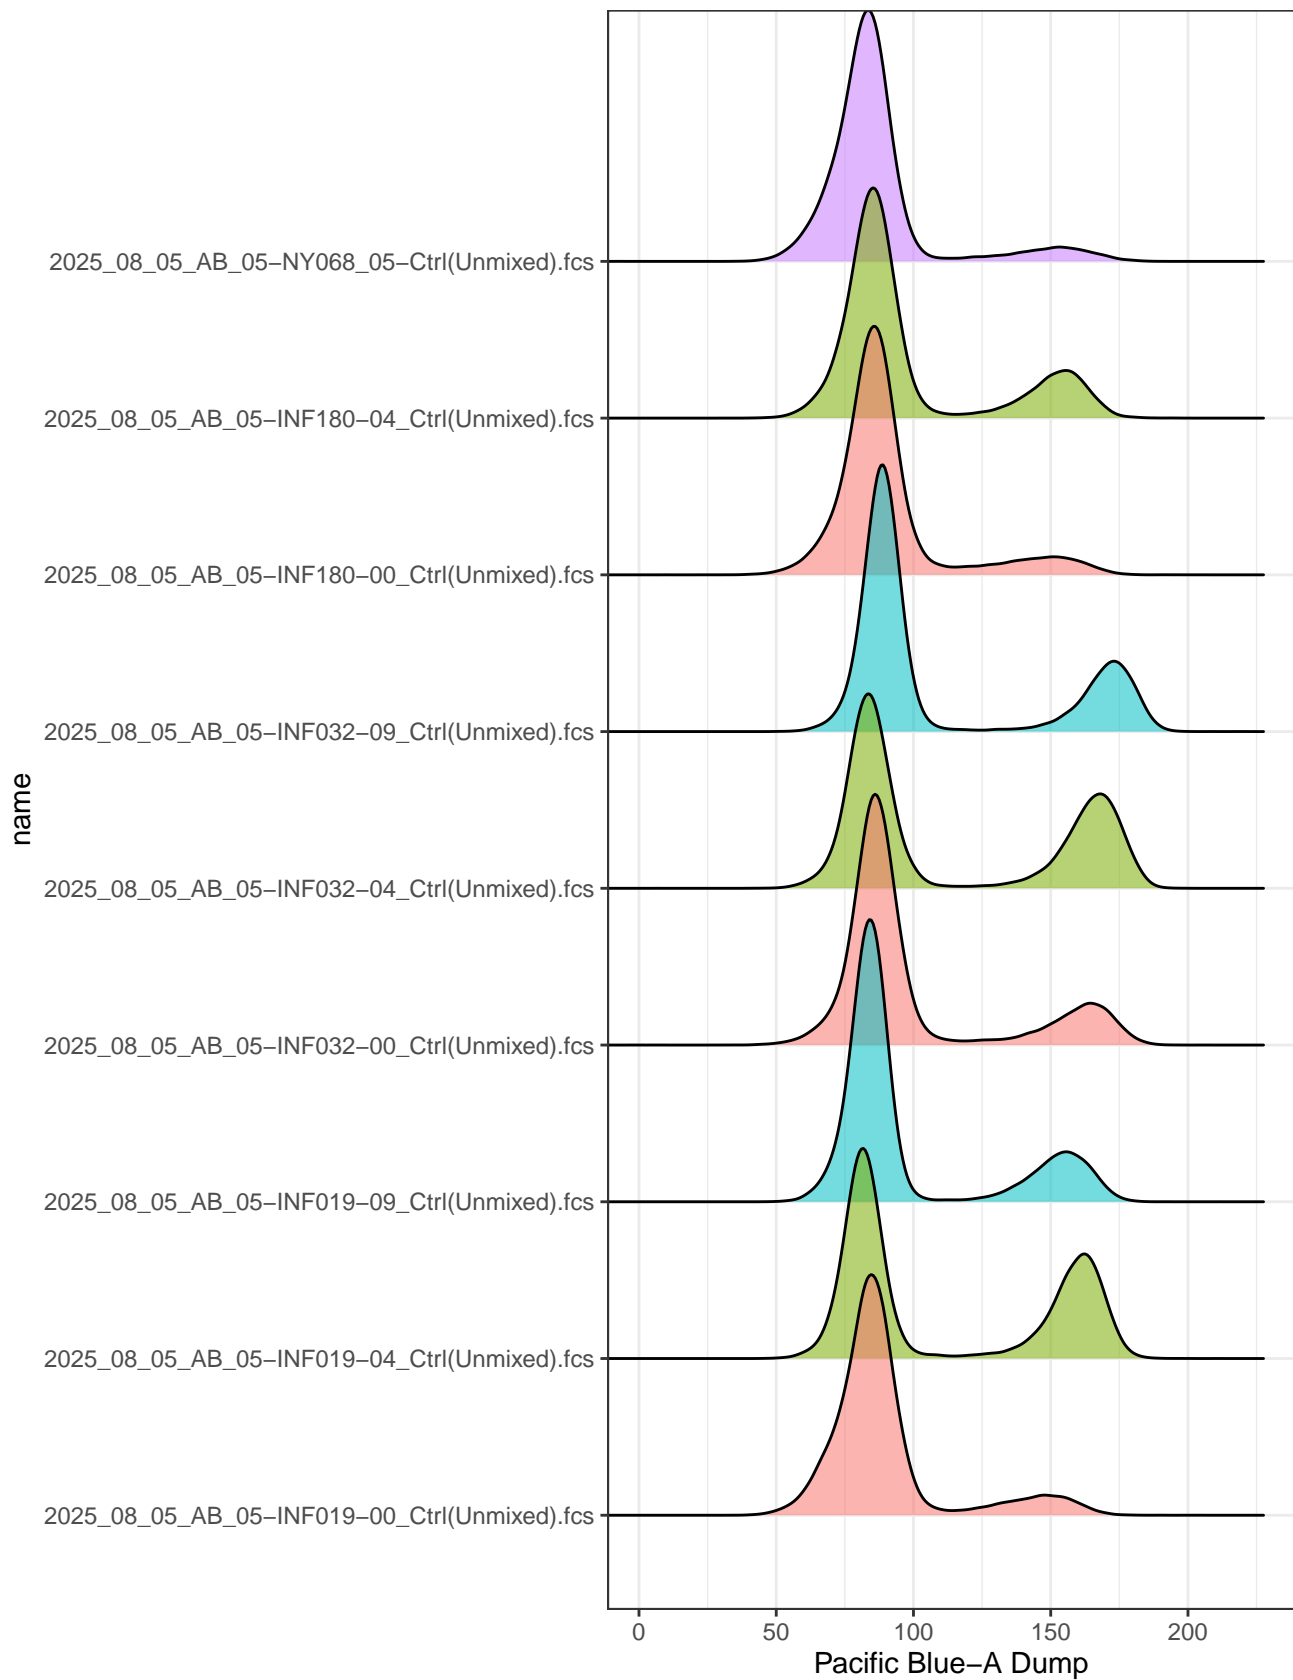 2025_08_05_AB_05−NY068_05−Ctrl(Unmixed).fcs
2025_08_05_AB_05−INF180−04_Ctrl(Unmixed).fcs
2025_08_05_AB_05−INF180−00_Ctrl(Unmixed).fcs
2025_08_05_AB_05−INF032−09_Ctrl(Unmixed).fcs
2025_08_05_AB_05−INF032−04_Ctrl(Unmixed).fcs
2025_08_05_AB_05−INF032−00_Ctrl(Unmixed).fcs
2025_08_05_AB_05−INF019−09_Ctrl(Unmixed).fcs
2025_08_05_AB_05−INF019−04_Ctrl(Unmixed).fcs
2025_08_05_AB_05−INF019−00_Ctrl(Unmixed).fcs
name
0 50 100 150 200
Pacific Blue−A Dump